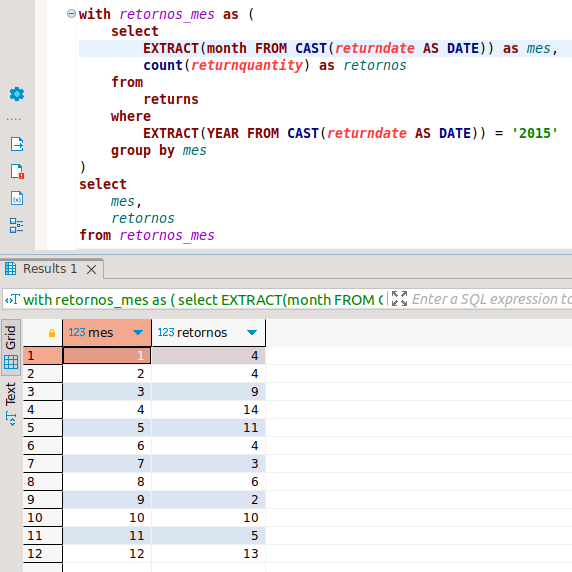 with retornos_mes as (
select
EXTRACT(month FROM CAST(returndate AS DATE)) as mes,
count(returnquantity) as retornos
from
returns
where
EXTRACT(YEAR FROM CAST(returndate AS DATE)) = '2015'
group by mes
)
select
mes,
retornos
from retornos_mes
Results 1
with retornos_mes as ( select EXTRACT(month FROM C Enter a SQL expression to
Grid
Text
123 mes 123 retornos
1 1 4
2 2 4
3 3 9
4 4 14
5 5 11
6 6 4
7 7 3
8 8 6
9 9 2
10 10 10
11 11 5
12 12 13